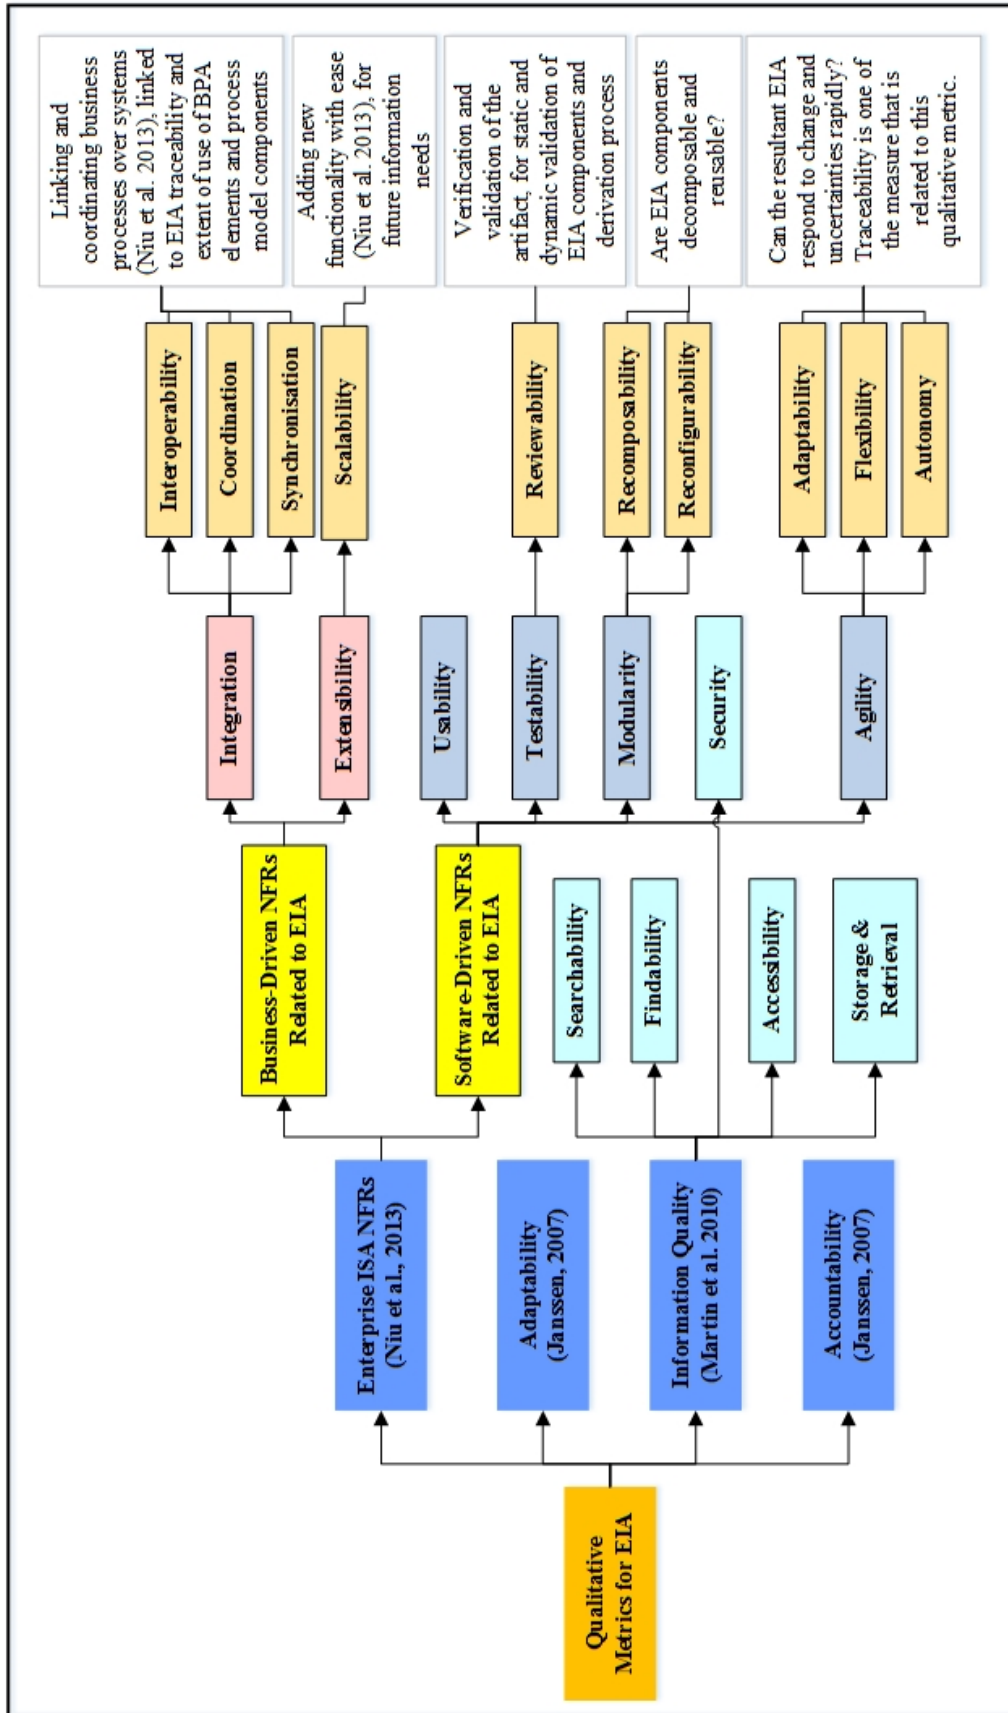 Qualitative
Metrics for EIA
Enterprise ISA NFRs
(Niu et al., 2013)
Adaptability
(Janssen, 2007)
Information Quality
(Martin et al. 2010)
Accountability
(Janssen, 2007)
Business-Driven NFRs
Related to EIA
Software-Driven NFRs
Related to EIA
Searchability
Findability
Accessibility
Storage &
Retrieval
Integration
Extensibility
Usability
Testability
Modularity
Security
Agility
Interoperability
Coordination
Synchronisation
Scalability
Reviewability
Recomposability
Reconfigurability
Adaptability
Flexibility
Autonomy
Linking and
coordinating business
processes over systems
(Niu et al. 2013), linked
to EIA traceability and
extent of use of BPA
elements and process
model components
Adding new
functionality with ease
(Niu et al. 2013), for
future information
needs
Verification and
validation of the
artifact, for static and
dynamic validation of
EIA components and
derivation process
Are EIA components
decomposable and
reusable?
Can the resultant EIA
respond to change and
uncertainties rapidly?
Traceability is one of
the measure that is
related to this
qualitative metric.